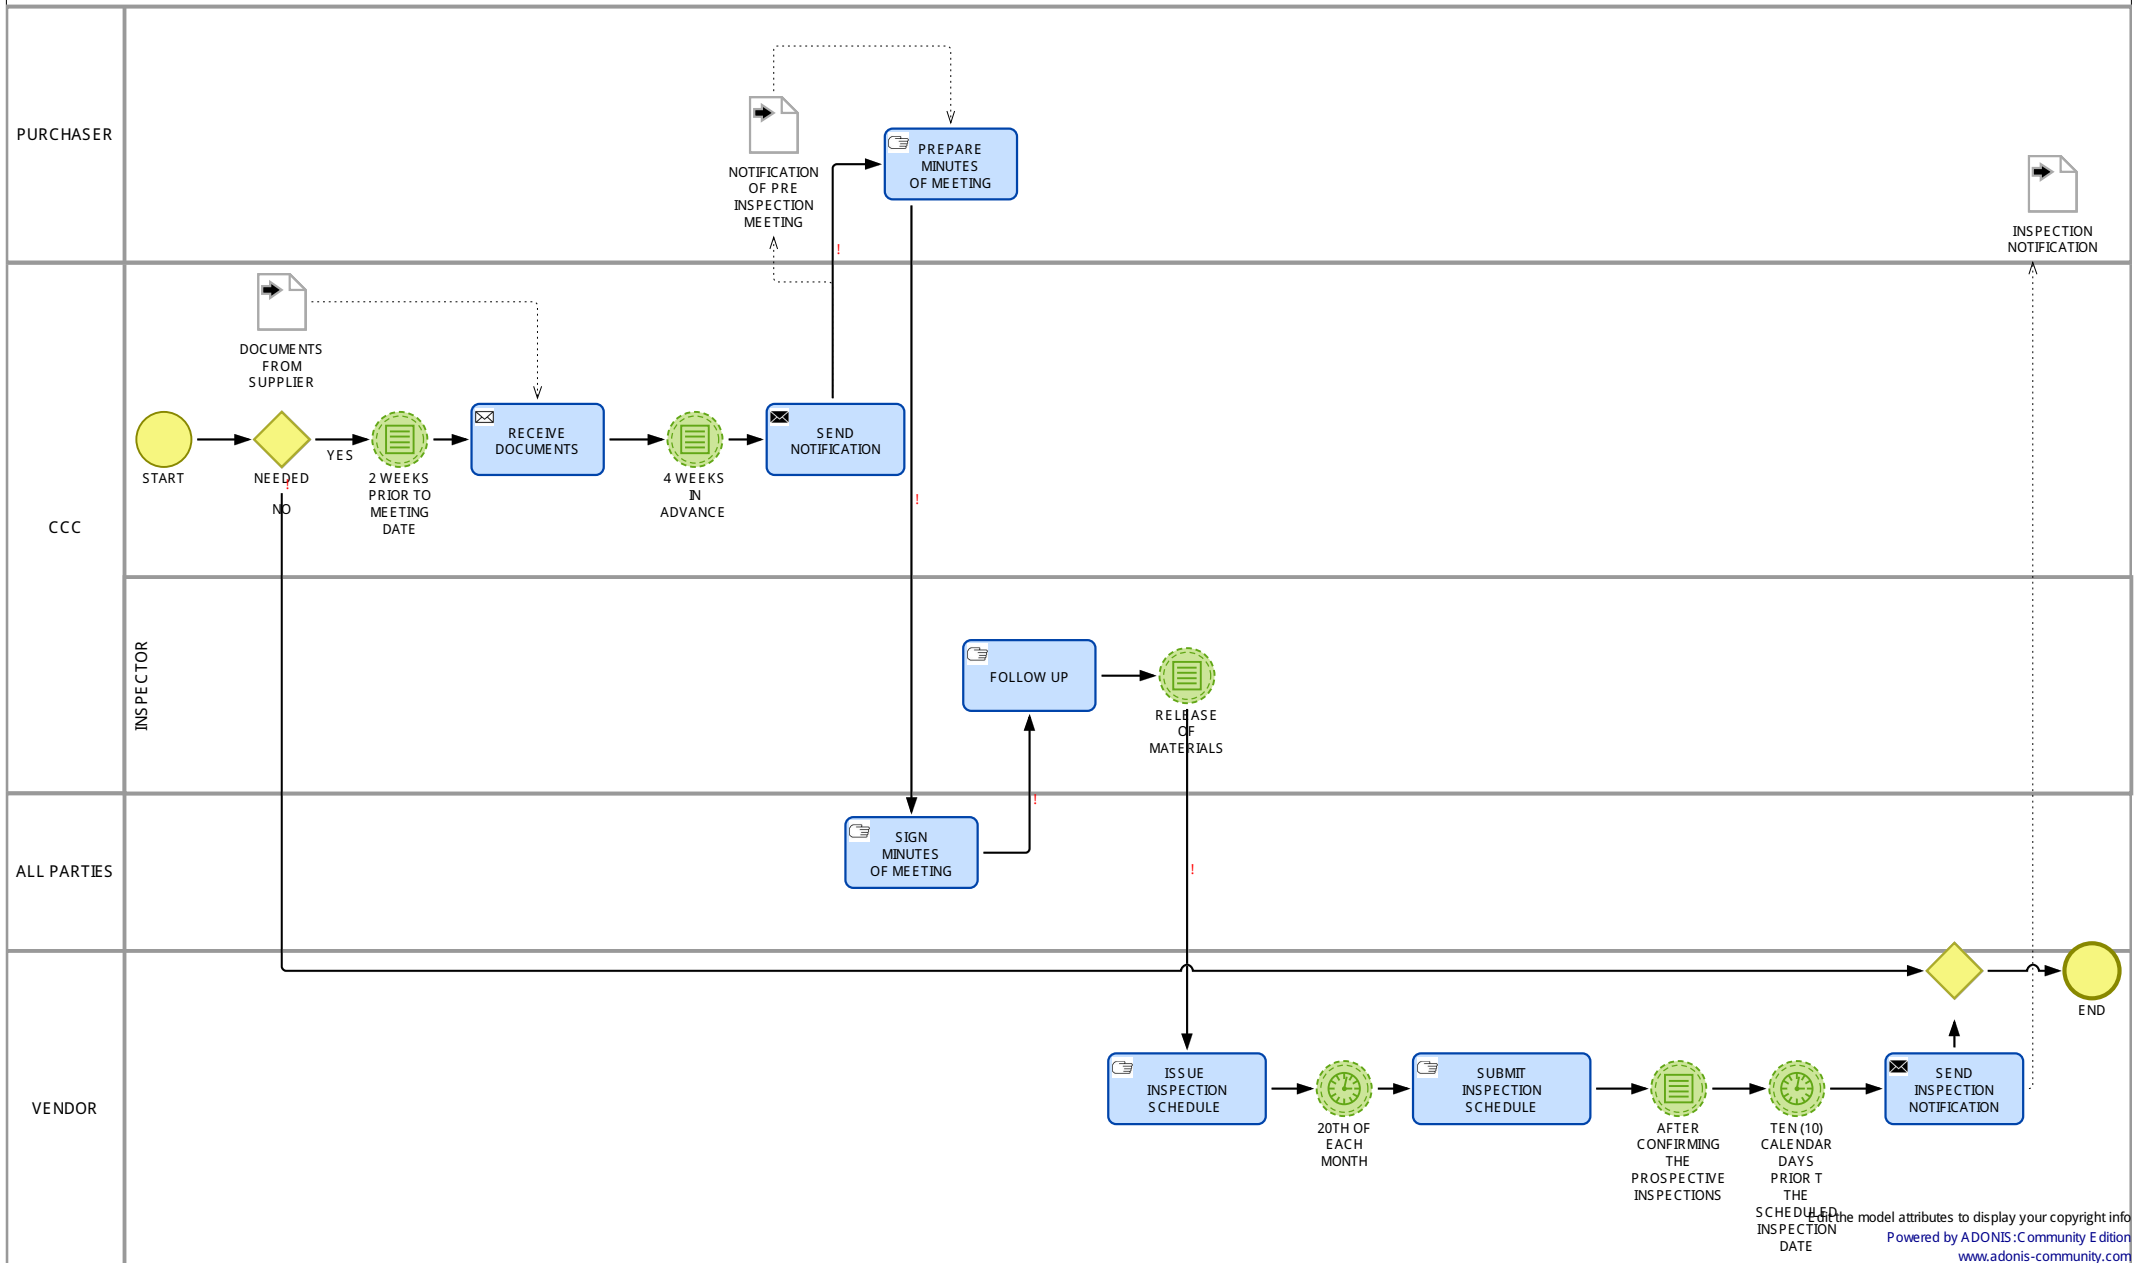 PURCHASER
NOTIFICATION
OF PRE
INSPECTION
MEETING
PREPARE
MINUTES
OF MEETING
!
INSPECTION
NOTIFICATION
CCC
DOCUMENTS
FROM
SUPPLIER
START
NEEDED
!
NO
YES
2 WEEKS
PRIOR TO
MEETING
DATE
RECEIVE
DOCUMENTS
4 WEEKS
IN
ADVANCE
SEND
NOTIFICATION
!
INSPECTOR
FOLLOW UP
RELEASE
OF
MATERIALS
!
ALL PARTIES
SIGN
MINUTES
OF MEETING
!
VENDOR
END
ISSUE
INSPECTION
SCHEDULE
20TH OF
EACH
MONTH
SUBMIT
INSPECTION
SCHEDULE
AFTER
CONFIRMING
THE
PROSPECTIVE
INSPECTIONS
TEN (10)
CALENDAR
DAYS
PRIOR T
THE
SCHEDULED
INSPECTION
DATE
SEND
INSPECTION
NOTIFICATION
Edit the model attributes to display your copyright info
Powered by ADONIS:Community Edition
www.adonis-community.com